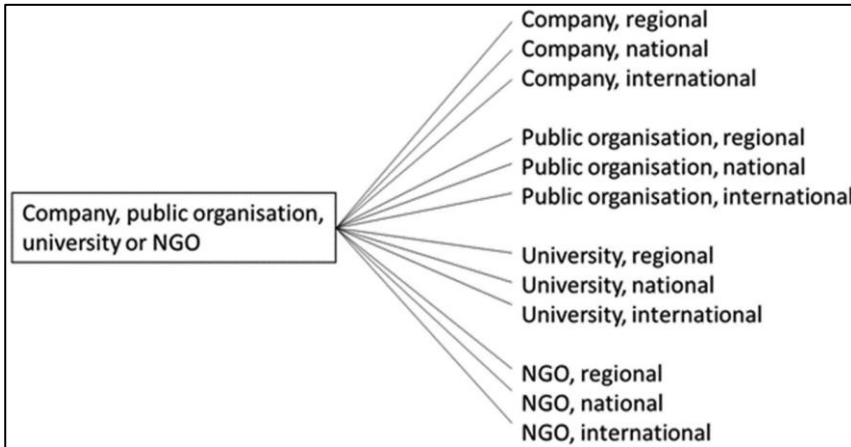 Company, regional
Company, national
Company, international
Public organisation, regional
Public organisation, national
Public organisation, international
Company, public organisation,
university or NGO
University, regional
University, national
University, international
NGO, regional
NGO, national
NGO, international